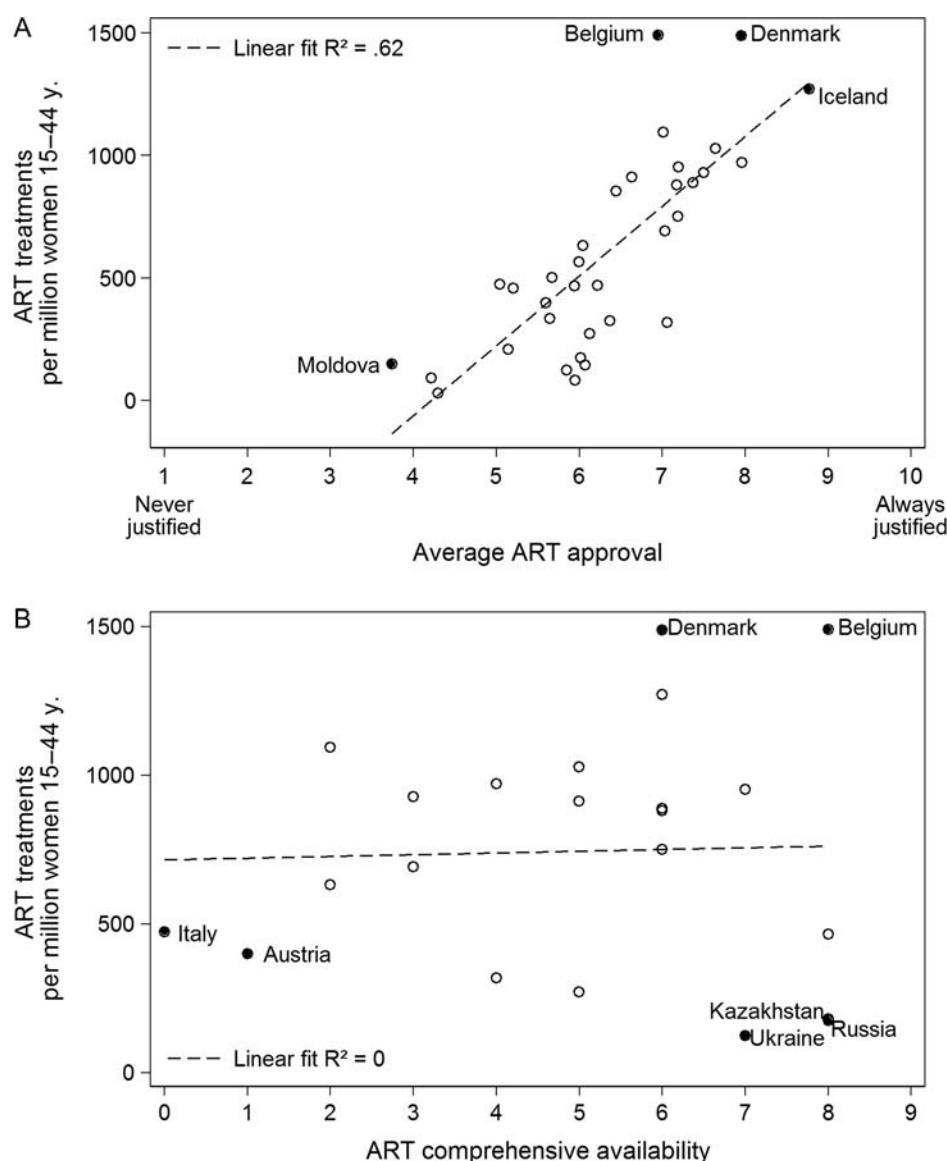 A
1500
1000
500
0
ART treatments
per million women 15–44 y.
Linear fit R² = .62
Belgium
Denmark
Iceland
Moldova
1 2 3 4 5 6 7 8 9 10
Never
justified
Always
justified
Average ART approval
B
1500
1000
500
0
ART treatments
per million women 15–44 y.
Denmark
Belgium
Italy
Austria
Kazakhstan
Ukraine
Russia
Linear fit R² = 0
0 1 2 3 4 5 6 7 8 9
ART comprehensive availability